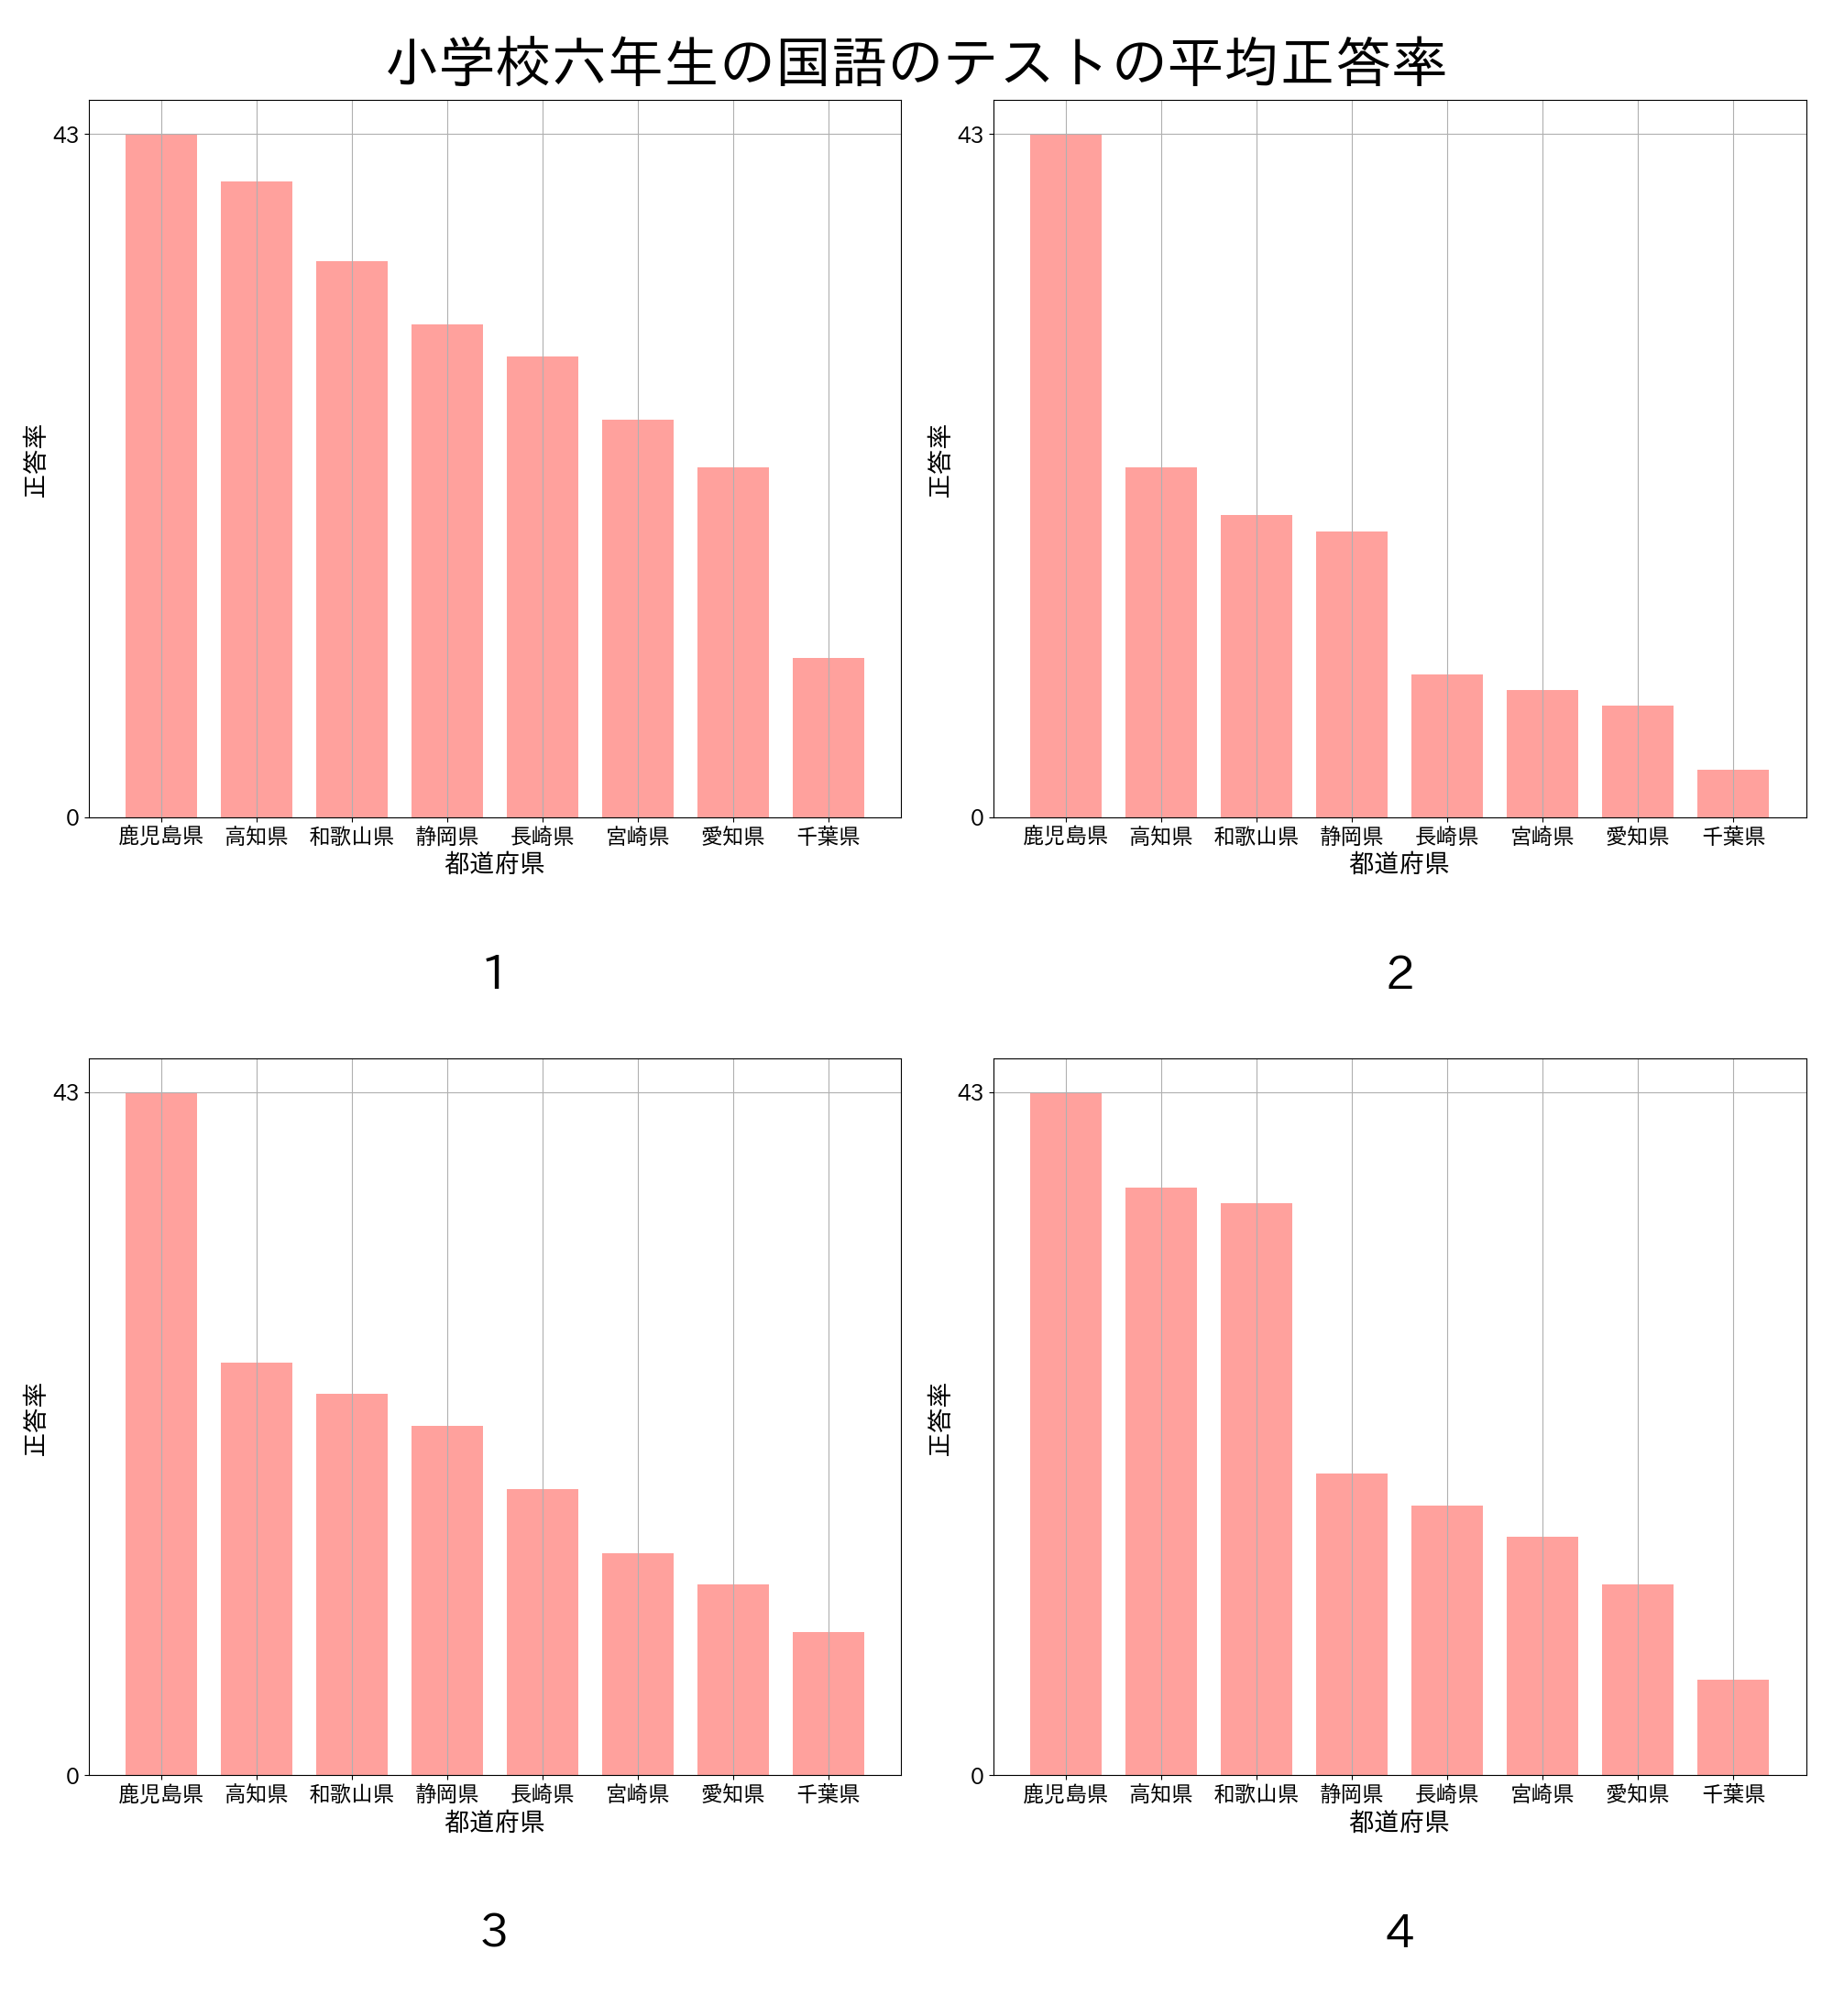 小学校六年生の国語のテストの平均正答率
43
0
正答率
鹿児島県 高知県 和歌山県 静岡県 長崎県 宮崎県 愛知県 千葉県
都道府県
1
43
0
正答率
鹿児島県 高知県 和歌山県 静岡県 長崎県 宮崎県 愛知県 千葉県
都道府県
2
43
0
正答率
鹿児島県 高知県 和歌山県 静岡県 長崎県 宮崎県 愛知県 千葉県
都道府県
3
43
0
正答率
鹿児島県 高知県 和歌山県 静岡県 長崎県 宮崎県 愛知県 千葉県
都道府県
4